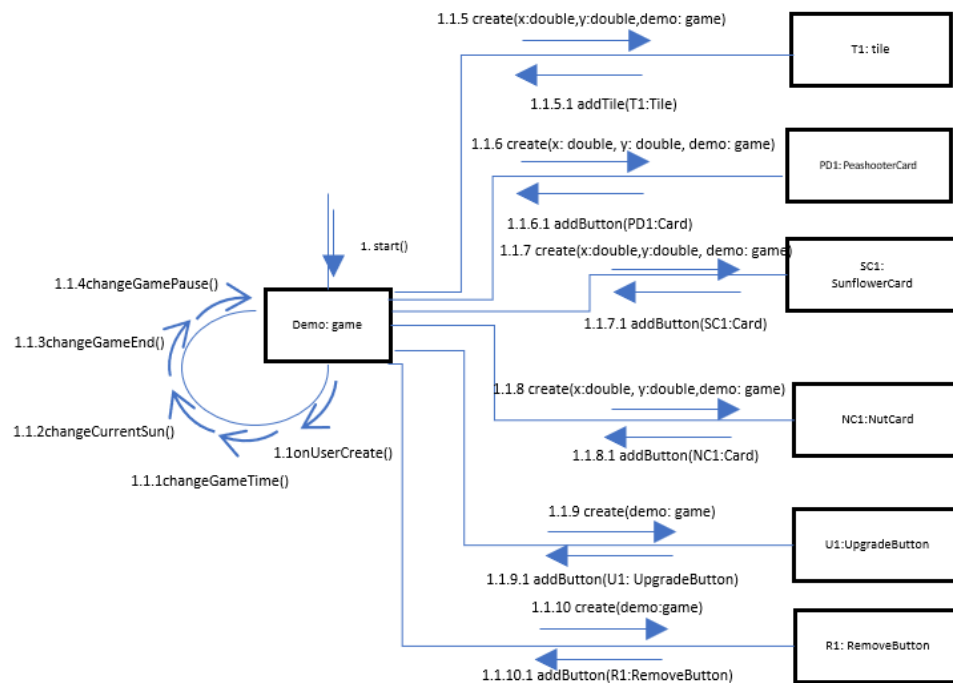 1.1.5 create(x:double,y:double,demo: game)
T1: tile
1.1.5.1 addTile(T1:Tile)
1.1.6 create(x: double, y: double, demo: game)
PD1: PeashooterCard
1.1.6.1 addButton(PD1:Card)
1. start()
1.1.7 create(x:double,y:double, demo: game)
SC1:
SunflowerCard
1.1.4changeGamePause()
1.1.7.1 addButton(SC1:Card)
Demo: game
1.1.3changeGameEnd()
1.1.8 create(x:double, y:double,demo: game)
NC1:NutCard
1.1.2changeCurrentSun()
1.1onUserCreate()
1.1.8.1 addButton(NC1:Card)
1.1.1changeGameTime()
1.1.9 create(demo: game)
U1:UpgradeButton
1.1.9.1 addButton(U1: UpgradeButton)
1.1.10 create(demo:game)
R1: RemoveButton
1.1.10.1 addButton(R1:RemoveButton)